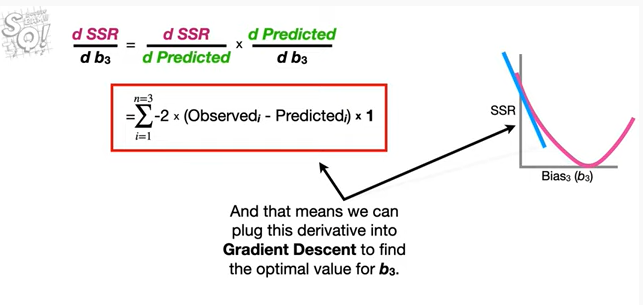 StatQuest!
d SSR / d b₃ = d SSR / d Predicted × d Predicted / d b₃
n=3
=∑-2 × (Observedᵢ - Predictedᵢ) × 1
i=1
SSR
Bias₃ (b₃)
And that means we can
plug this derivative into
Gradient Descent to find
the optimal value for b₃.